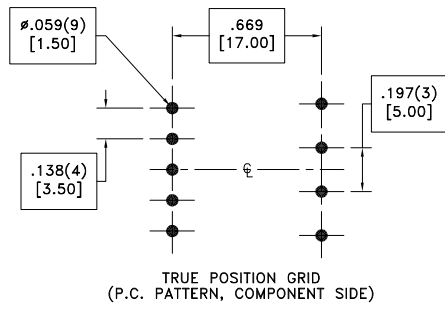 ø.059(9)
[1.50]
.669
[17.00]
.197(3)
[5.00]
.138(4)
[3.50]
℄
TRUE POSITION GRID
(P.C. PATTERN, COMPONENT SIDE)